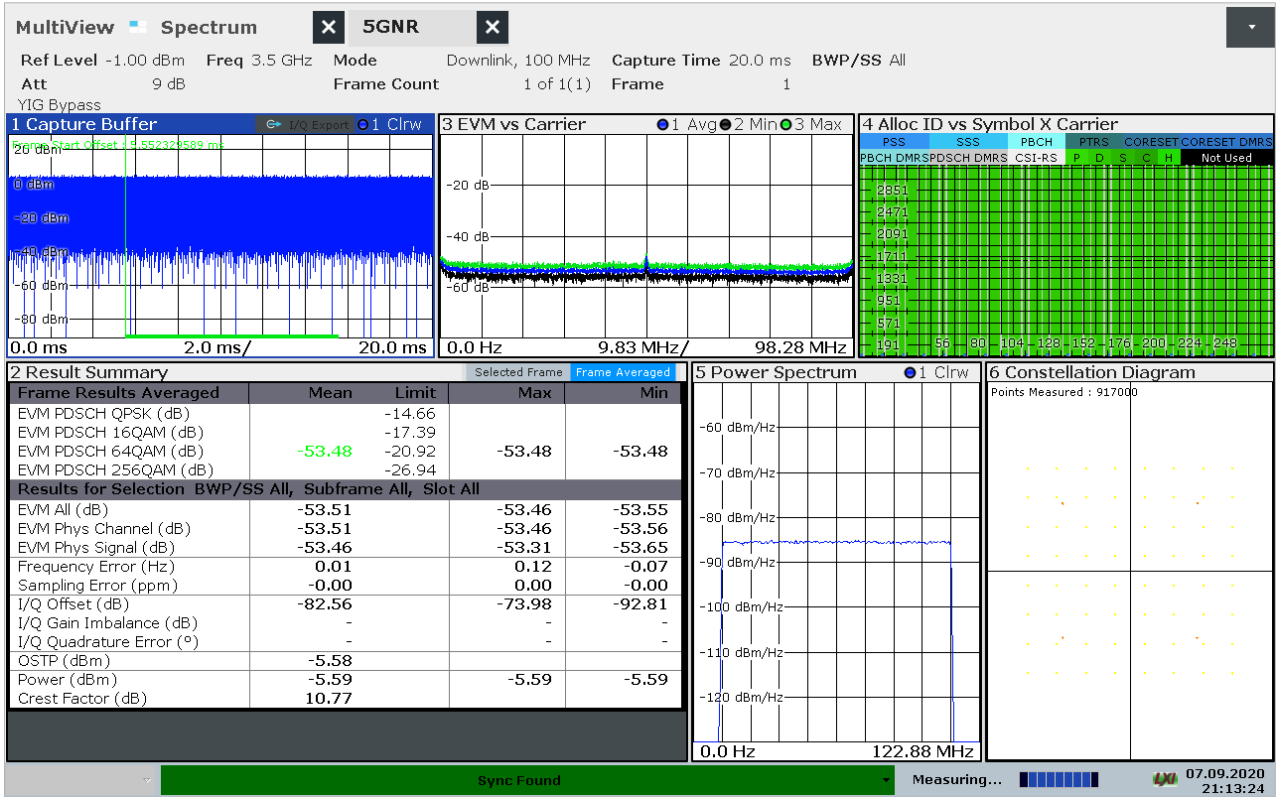 MultiView Spectrum X 5GNR X
Ref Level -1.00 dBm Freq 3.5 GHz Mode Downlink, 100 MHz Capture Time 20.0 ms BWP/SS All
Att 9 dB Frame Count 1 of 1(1) Frame 1
YIG Bypass
1 Capture Buffer I/Q Export 1 Clrw
Frame Start Offset : 5.552329589 ms
20 dBm
0 dBm
-20 dBm
-40 dBm
-60 dBm
-80 dBm
0.0 ms 2.0 ms/ 20.0 ms
3 EVM vs Carrier 1 Avg 2 Min 3 Max
-20 dB
-40 dB
-60 dB
0.0 Hz 9.83 MHz/ 98.28 MHz
4 Alloc ID vs Symbol X Carrier
PSS SSS PBCH PTRS CORESET CORESET DMRS
PBCH DMRS PDSCH DMRS CSI-RS P D S C H Not Used
2851
2471
2091
1711
1331
951
571
191 56 80 104 128 152 176 200 224 248
2 Result Summary Selected Frame Frame Averaged
Frame Results Averaged Mean Limit Max Min
EVM PDSCH QPSK (dB) -14.66
EVM PDSCH 16QAM (dB) -17.39
EVM PDSCH 64QAM (dB) -53.48 -20.92 -53.48 -53.48
EVM PDSCH 256QAM (dB) -26.94
Results for Selection BWP/SS All, Subframe All, Slot All
EVM All (dB) -53.51 -53.46 -53.55
EVM Phys Channel (dB) -53.51 -53.46 -53.56
EVM Phys Signal (dB) -53.46 -53.31 -53.65
Frequency Error (Hz) 0.01 0.12 -0.07
Sampling Error (ppm) -0.00 0.00 -0.00
I/Q Offset (dB) -82.56 -73.98 -92.81
I/Q Gain Imbalance (dB) - - -
I/Q Quadrature Error (º) - - -
OSTP (dBm) -5.58
Power (dBm) -5.59 -5.59 -5.59
Crest Factor (dB) 10.77
5 Power Spectrum 1 Clrw
-60 dBm/Hz
-70 dBm/Hz
-80 dBm/Hz
-90 dBm/Hz
-100 dBm/Hz
-110 dBm/Hz
-120 dBm/Hz
0.0 Hz 122.88 MHz
6 Constellation Diagram
Points Measured : 917000
Sync Found Measuring... LXI 07.09.2020
21:13:24